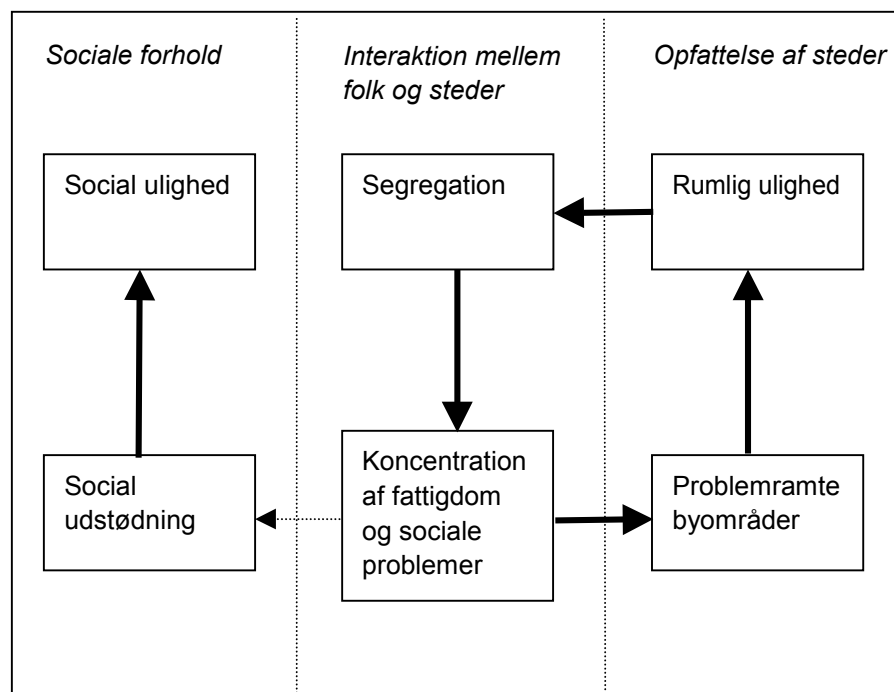 Sociale forhold
Interaktion mellem
folk og steder
Opfattelse af steder
Social ulighed
Segregation
Rumlig ulighed
Social
udstødning
Koncentration
af fattigdom
og sociale
problemer
Problemramte
byområder